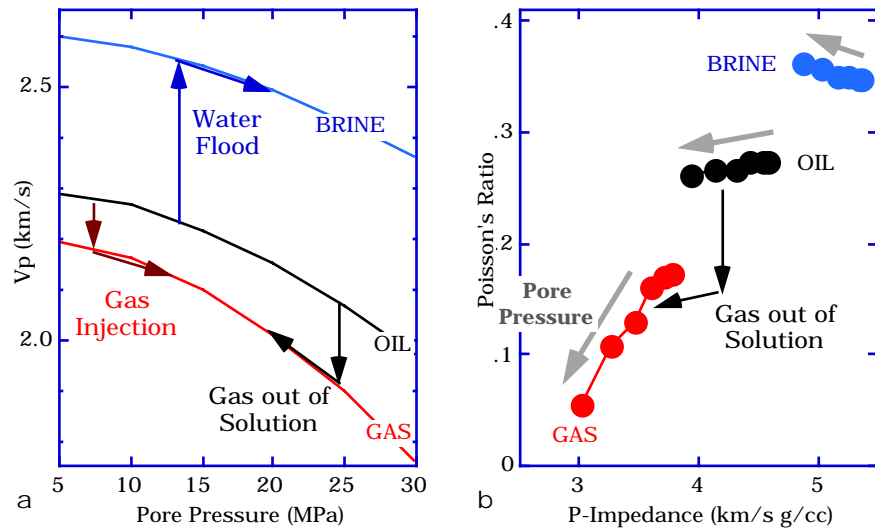 2.5
2.0
Vp (km/s)
BRINE
Water
Flood
Gas
Injection
OIL
Gas out of
Solution
GAS
5
10
15
20
25
30
Pore Pressure (MPa)
a
.4
.3
.2
.1
0
Poisson's Ratio
BRINE
OIL
Pore
Pressure
Gas out of
Solution
GAS
3
4
5
P-Impedance (km/s g/cc)
b